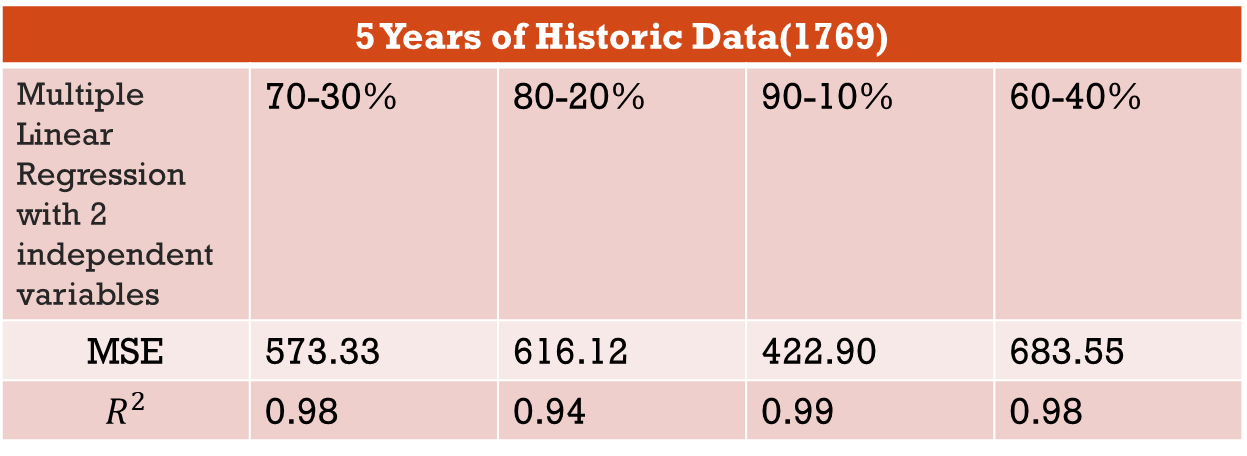 5 Years of Historic Data(1769)
Multiple
Linear
Regression
with 2
independent
variables
70-30%
80-20%
90-10%
60-40%
MSE 573.33 616.12 422.90 683.55
R² 0.98 0.94 0.99 0.98